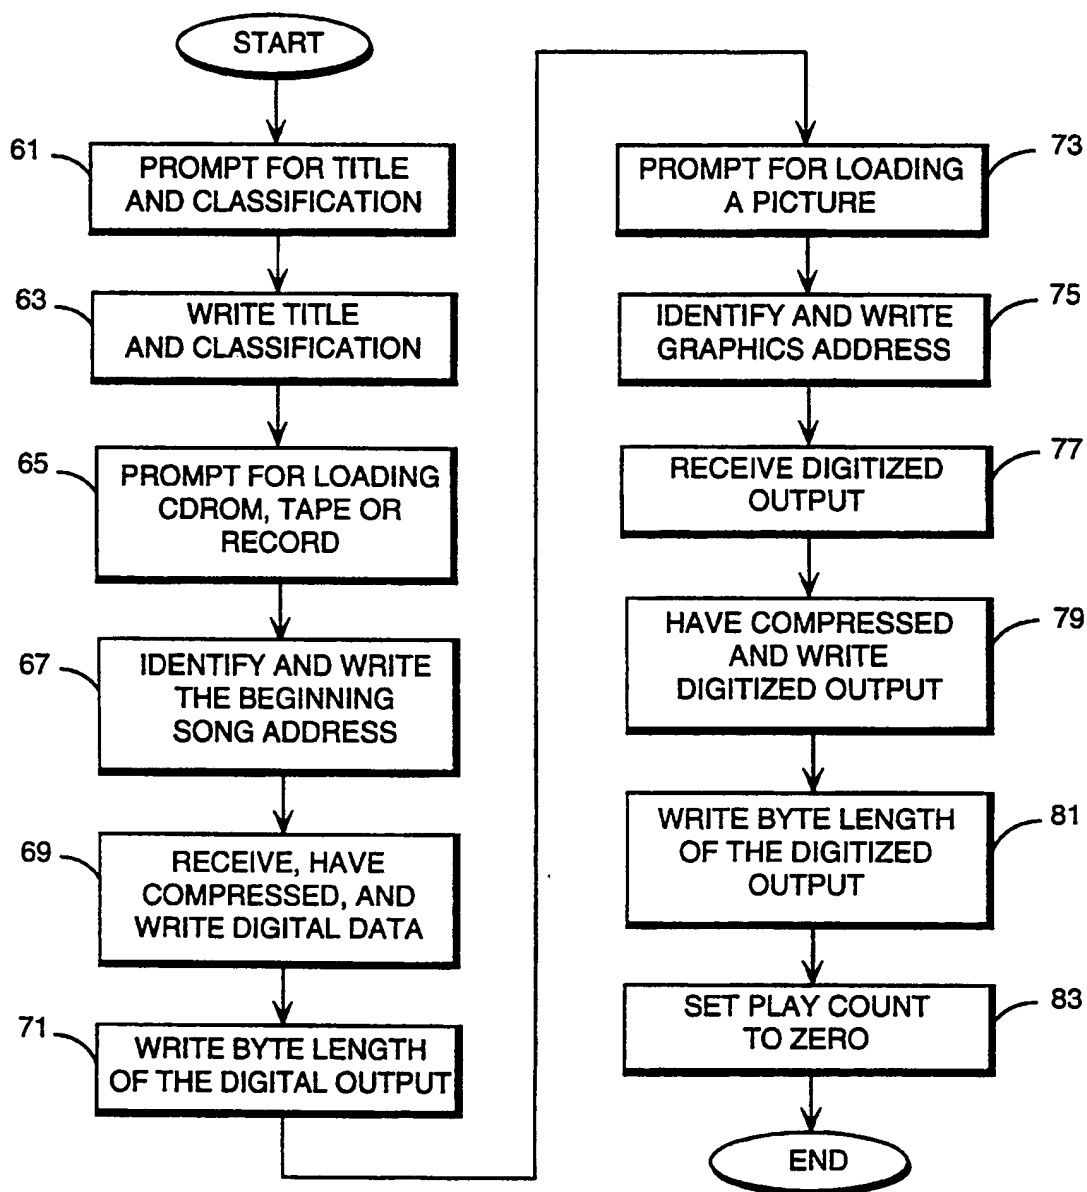 START
61
PROMPT FOR TITLE
AND CLASSIFICATION
63
WRITE TITLE
AND CLASSIFICATION
65
PROMPT FOR LOADING
CDROM, TAPE OR
RECORD
67
IDENTIFY AND WRITE
THE BEGINNING
SONG ADDRESS
69
RECEIVE, HAVE
COMPRESSED, AND
WRITE DIGITAL DATA
71
WRITE BYTE LENGTH
OF THE DIGITAL OUTPUT
73
PROMPT FOR LOADING
A PICTURE
75
IDENTIFY AND WRITE
GRAPHICS ADDRESS
77
RECEIVE DIGITIZED
OUTPUT
79
HAVE COMPRESSED
AND WRITE
DIGITIZED OUTPUT
81
WRITE BYTE LENGTH
OF THE DIGITIZED
OUTPUT
83
SET PLAY COUNT
TO ZERO
END